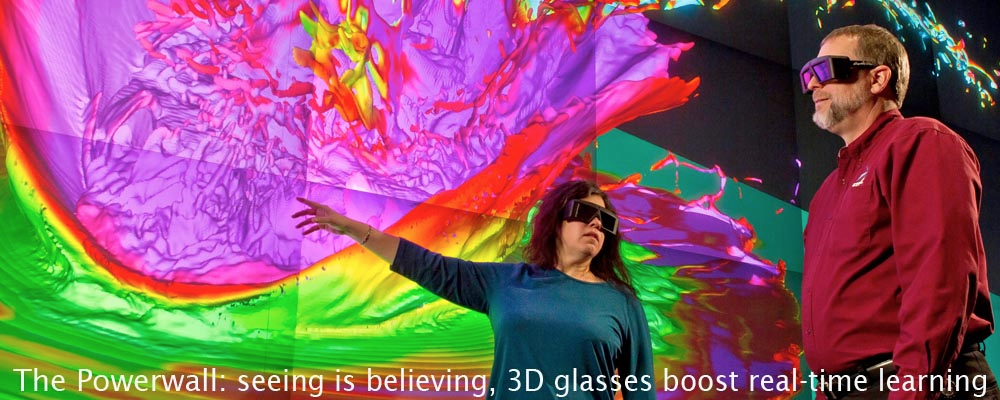 The Powerwall: seeing is believing, 3D glasses boost real-time learning